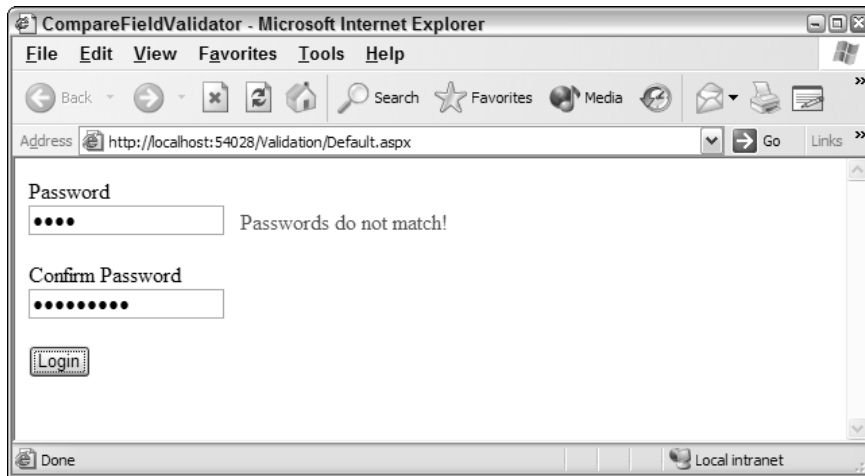 CompareFieldValidator - Microsoft Internet Explorer
File Edit View Favorites Tools Help
Back Search Favorites Media »
Address http://localhost:54028/Validation/Default.aspx Go Links »
Password
•••• Passwords do not match!
Confirm Password
•••••••••
Login
Done Local intranet